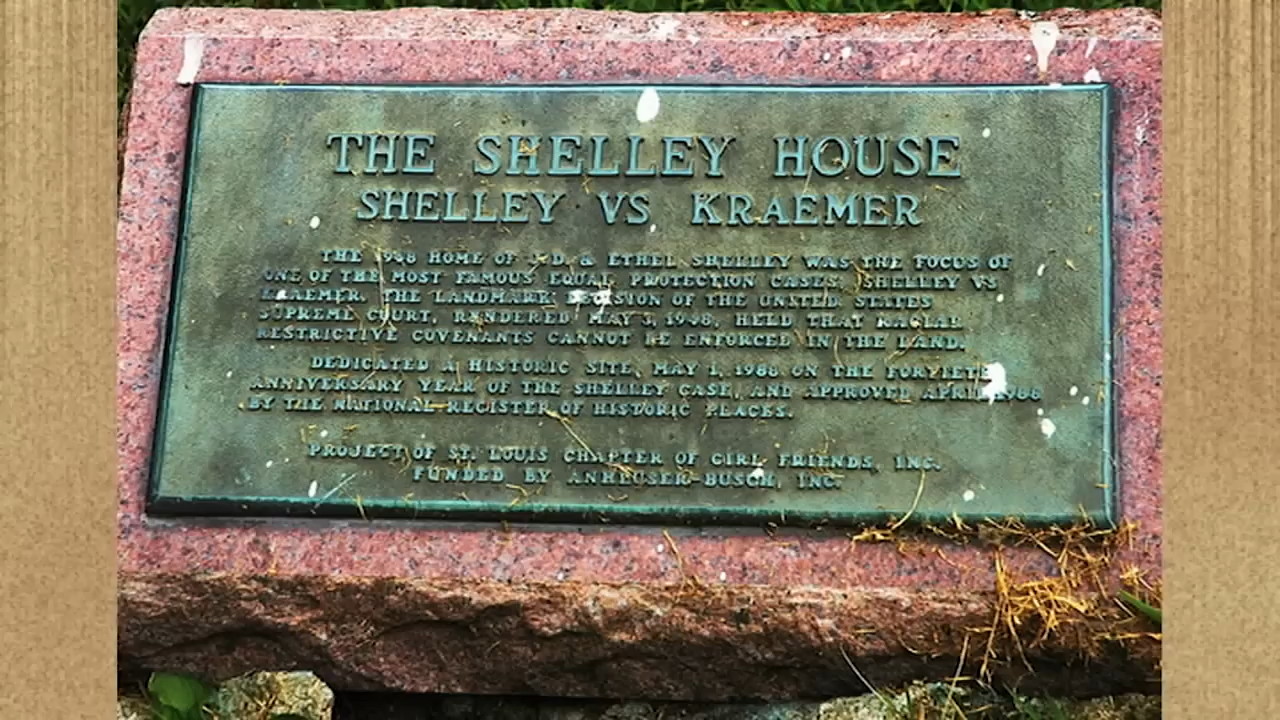 THE SHELLEY HOUSE
SHELLEY VS KRAEMER
THE 1948 HOME OF J. D. & ETHEL SHELLEY WAS THE FOCUS OF
ONE OF THE MOST FAMOUS EQUAL PROTECTION CASES, SHELLEY VS
KRAEMER. THE LANDMARK DECISION OF THE UNITED STATES
SUPREME COURT, RENDERED MAY 3, 1948, HELD THAT RACIAL
RESTRICTIVE COVENANTS CANNOT BE ENFORCED IN THE LAND.
DEDICATED A HISTORIC SITE, MAY 1, 1988 ON THE FORTIETH
ANNIVERSARY YEAR OF THE SHELLEY CASE, AND APPROVED APRIL 1988
BY THE NATIONAL REGISTER OF HISTORIC PLACES.
PROJECT OF ST. LOUIS CHAPTER OF GIRL FRIENDS, INC.
FUNDED BY ANHEUSER-BUSCH, INC.